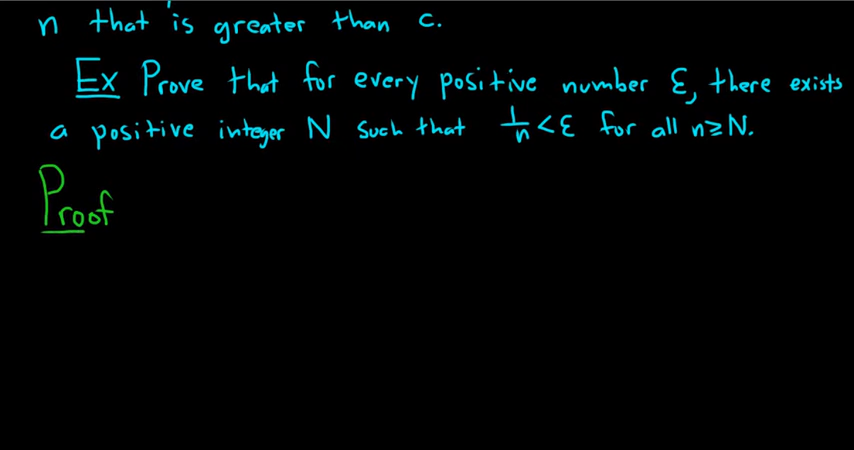 n that is greater than c.
Ex Prove that for every positive number ε, there exists
a positive integer N such that 1/n < ε for all n ≥ N.
Proof